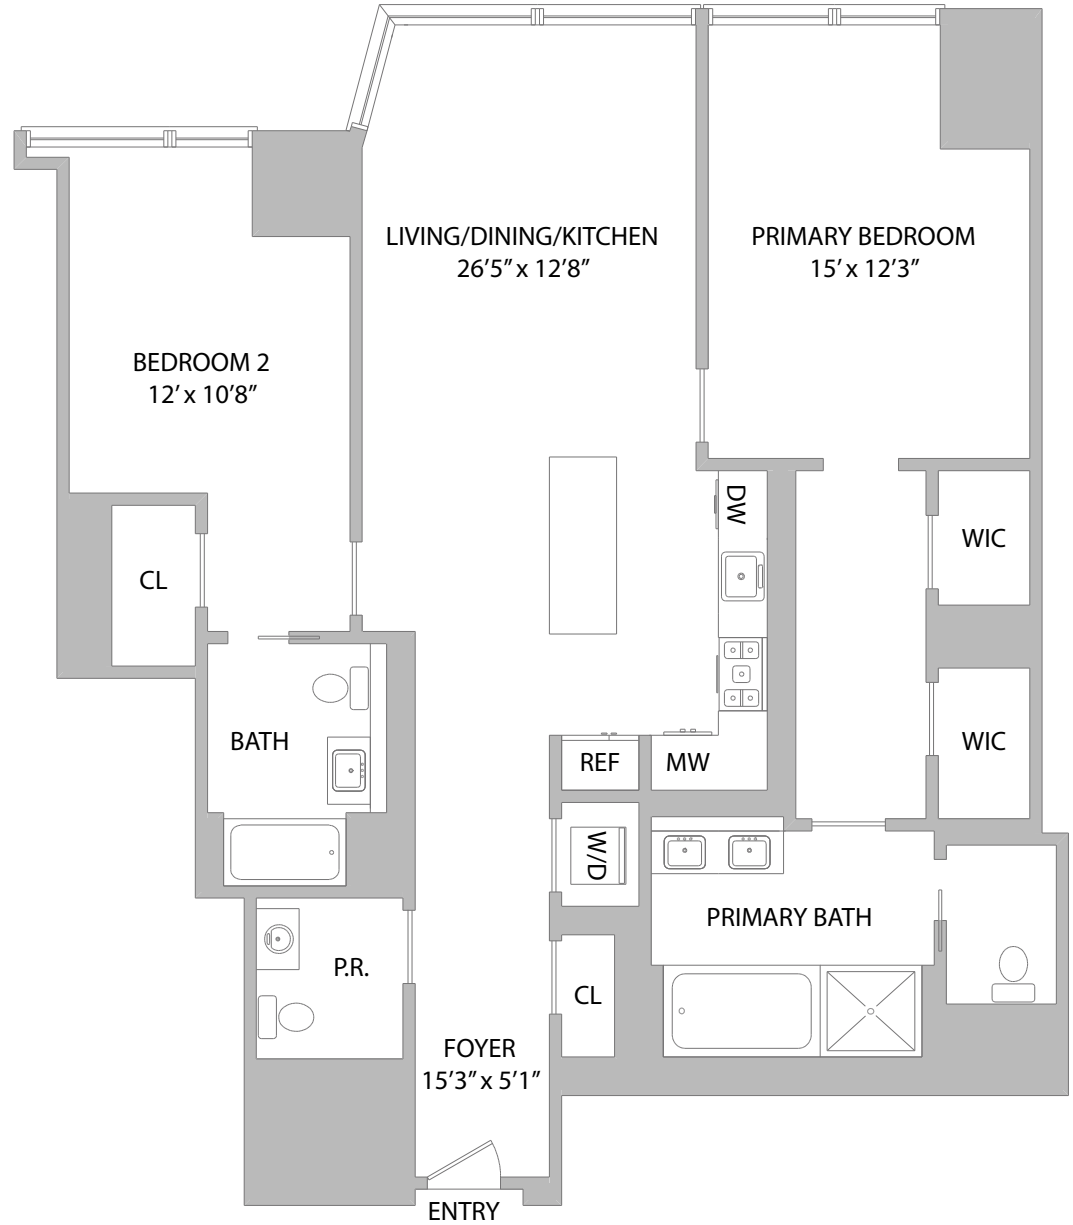 LIVING/DINING/KITCHEN
26’5” x 12’8”
PRIMARY BEDROOM
15’ x 12’3”
BEDROOM 2
12’ x 10’8”
DW
WIC
CL
BATH
REF
MW
WIC
W/D
PRIMARY BATH
P.R.
CL
FOYER
15’3” x 5’1”
ENTRY